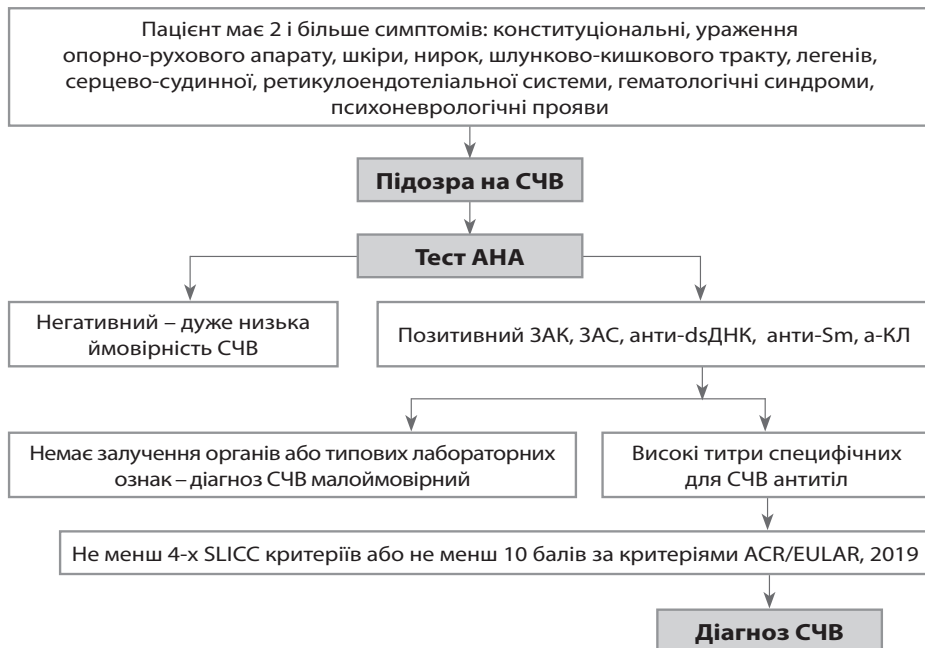 Пацієнт має 2 і більше симптомів: конституціональні, ураження
опорно-рухового апарату, шкіри, нирок, шлунково-кишкового тракту, легенів,
серцево-судинної, ретикулоендотеліальної системи, гематологічні синдроми,
психоневрологічні прояви
Підозра на СЧВ
Тест АНА
Негативний – дуже низька
ймовірність СЧВ
Позитивний ЗАК, ЗАС, анти-dsДНК, анти-Sm, а-КЛ
Немає залучення органів або типових лабораторних
ознак – діагноз СЧВ малоймовірний
Високі титри специфічних
для СЧВ антитіл
Не менш 4-х SLICC критеріїв або не менш 10 балів за критеріями ACR/EULAR, 2019
Діагноз СЧВ